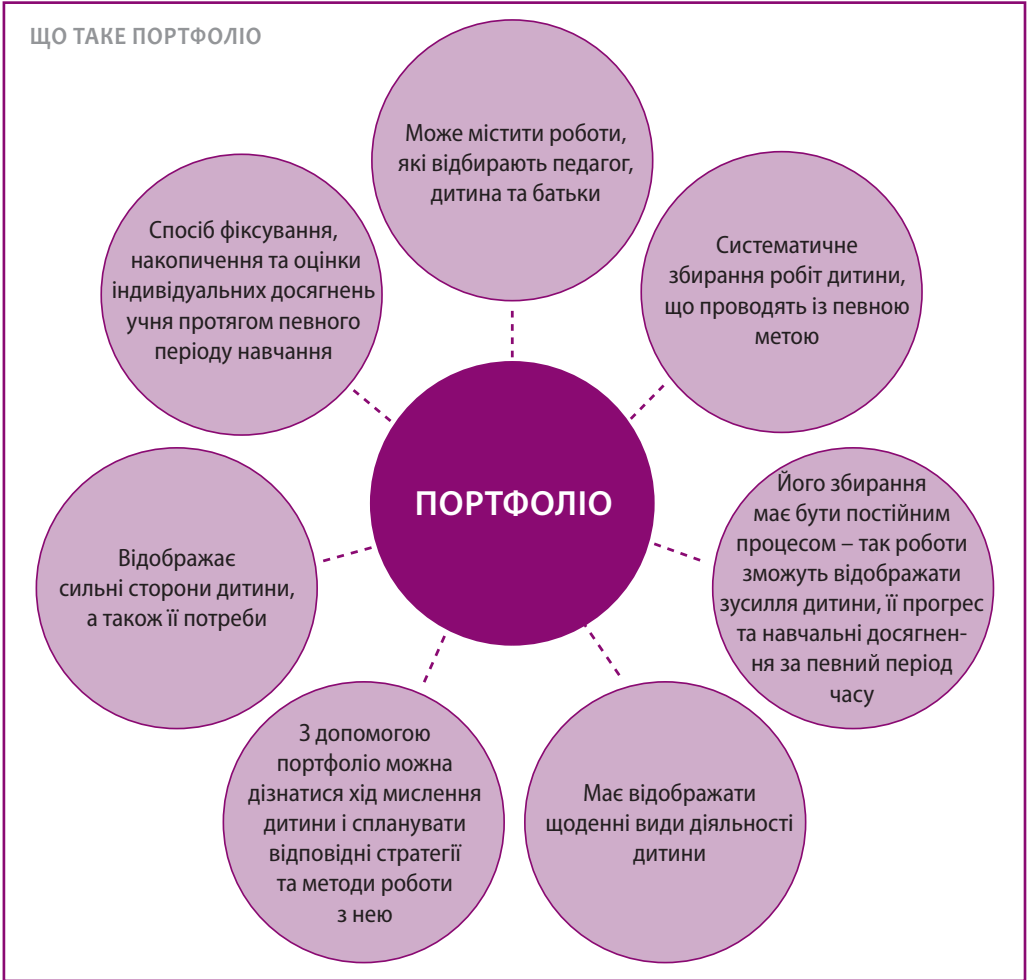 ЩО ТАКЕ ПОРТФОЛІО
Може містити роботи,
які відбирають педагог,
дитина та батьки
Систематичне
збирання робіт дитини,
що проводять із певною
метою
Його збирання
має бути постійним
процесом – так роботи
зможуть відображати
зусилля дитини, її прогрес
та навчальні досягнен-
ня за певний період
часу
Має відображати
щоденні види діяльності
дитини
З допомогою
портфоліо можна
дізнатися хід мислення
дитини і спланувати
відповідні стратегії
та методи роботи
з нею
Відображає
сильні сторони дитини,
а також її потреби
Спосіб фіксування,
накопичення та оцінки
індивідуальних досягнень
учня протягом певного
періоду навчання
ПОРТФОЛІО